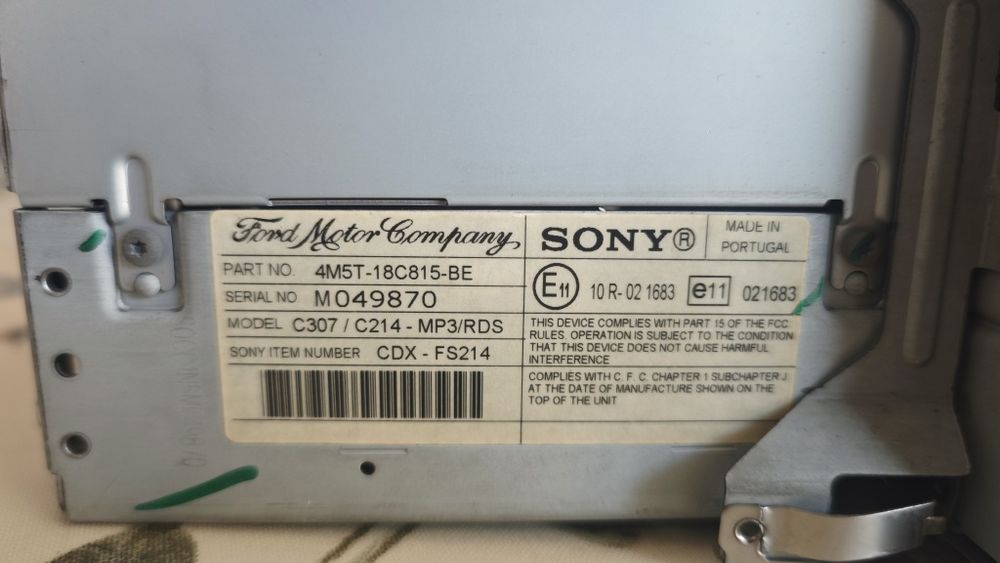 Ford Motor Company
PART NO. 4M5T-18C815-BE
SERIAL NO M049870
MODEL C307 / C214 - MP3/RDS
SONY ITEM NUMBER CDX - FS214
SONY®
MADE IN
PORTUGAL
E11 10 R- 02 1683 e11 021683
THIS DEVICE COMPLIES WITH PART 15 OF THE FCC
RULES. OPERATION IS SUBJECT TO THE CONDITION
THAT THIS DEVICE DOES NOT CAUSE HARMFUL
INTERFERENCE
COMPLIES WITH C. F. C. CHAPTER 1 SUBCHAPTER J.
AT THE DATE OF MANUFACTURE SHOWN ON THE
TOP OF THE UNIT